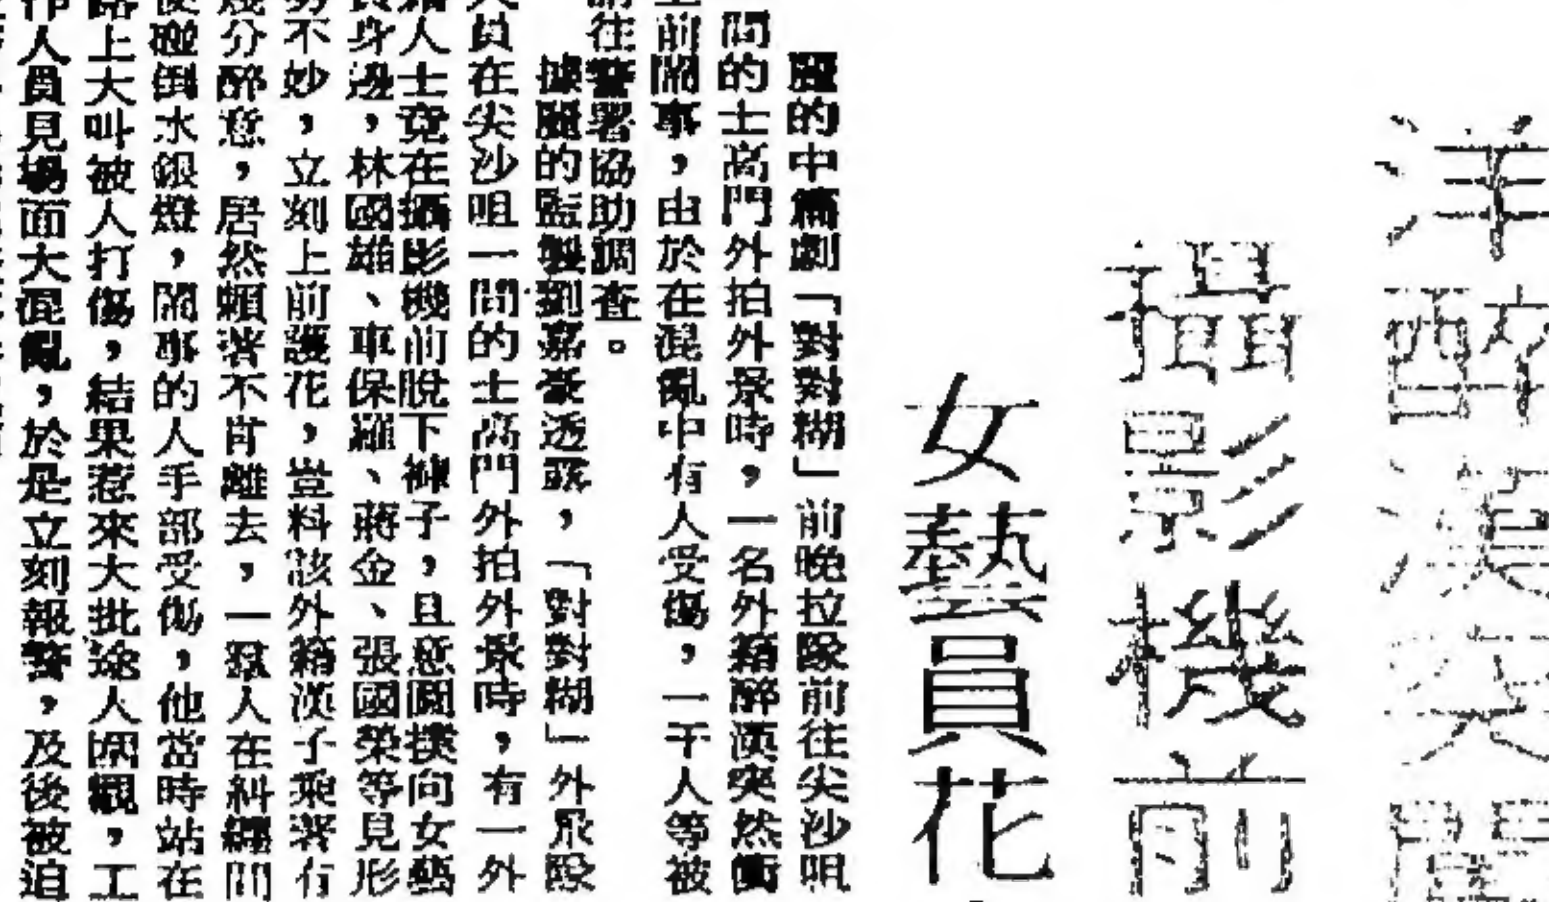 洋醉漢突
攝影機前
女藝員花
麗的中篇劇「對對糊」前晚拉隊前往尖沙咀
間的士高門外拍外景時，一名外籍醉漢突然衝
前鬧事，由於在混亂中有人受傷，一干人等被
往警署協助調查。
據麗的監製劉嘉豪透露，「對對糊」外景隊
人員在尖沙咀一間的士高門外拍外景時，有一外
籍人士竟在攝影機前脫下褲子，且意圖撲向女藝
身邊，林國雄、車保羅、蔣金、張國榮等見形
勢不妙，立刻上前護花，豈料該外籍漢子乘著有
幾分醉意，居然賴著不肯離去，一羣人在糾纏間
碰倒水銀燈，鬧事的人手部受傷，他當時站在
路上大叫被人打傷，結果惹來大批途人圍觀，工
作人員見場面大混亂，於是立刻報警，及後被迫